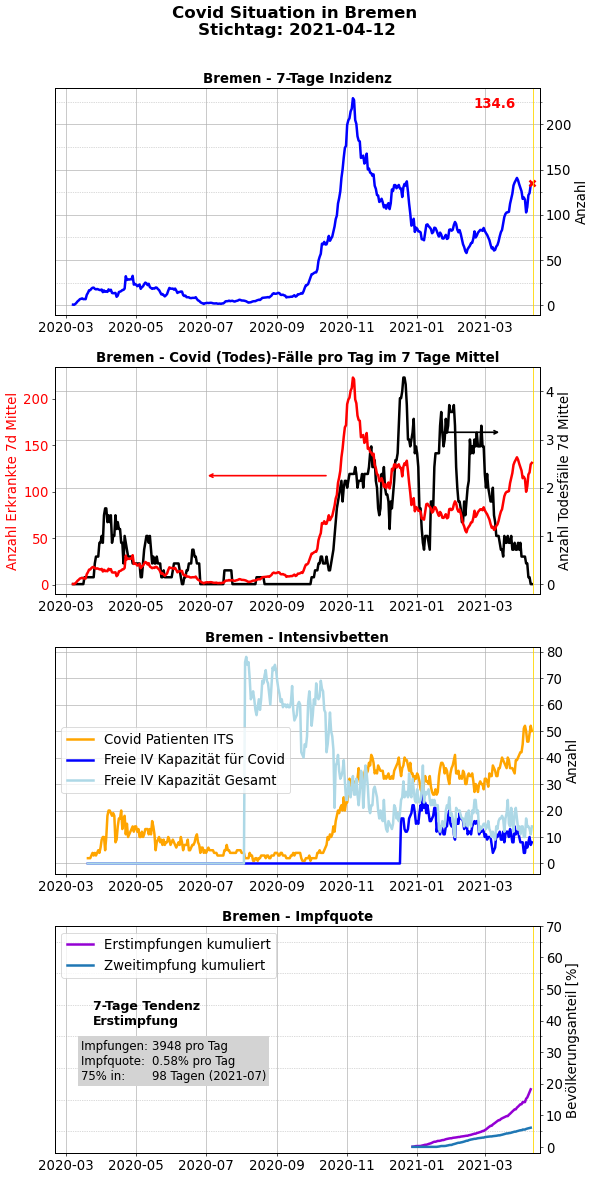 Covid Situation in Bremen
Stichtag: 2021-04-12
Bremen - 7-Tage Inzidenz
134.6
200
150
100
50
0
Anzahl
2020-03 2020-05 2020-07 2020-09 2020-11 2021-01 2021-03
Bremen - Covid (Todes)-Fälle pro Tag im 7 Tage Mittel
Anzahl Erkrankte 7d Mittel
200
150
100
50
0
4
3
2
1
0
Anzahl Todesfälle 7d Mittel
2020-03 2020-05 2020-07 2020-09 2020-11 2021-01 2021-03
Bremen - Intensivbetten
Covid Patienten ITS
Freie IV Kapazität für Covid
Freie IV Kapazität Gesamt
80
70
60
50
40
30
20
10
0
Anzahl
2020-03 2020-05 2020-07 2020-09 2020-11 2021-01 2021-03
Bremen - Impfquote
Erstimpfungen kumuliert
Zweitimpfung kumuliert
7-Tage Tendenz
Erstimpfung
Impfungen: 3948 pro Tag
Impfquote: 0.58% pro Tag
75% in: 98 Tagen (2021-07)
70
60
50
40
30
20
10
0
Bevölkerungsanteil [%]
2020-03 2020-05 2020-07 2020-09 2020-11 2021-01 2021-03